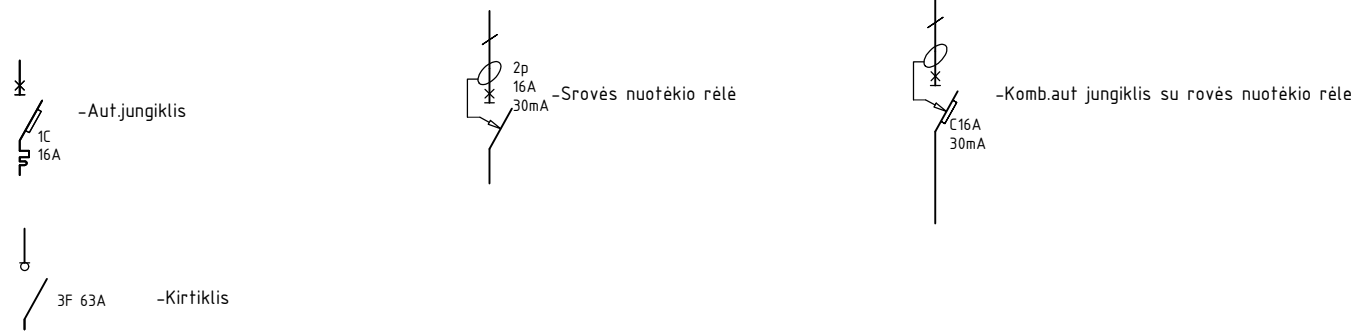 -Aut.jungiklis
1C
16A
2p
16A
30mA
-Srovės nuotėkio rėlė
-Komb.aut jungiklis su rovės nuotėkio rėle
C16A
30mA
3F 63A
-Kirtiklis